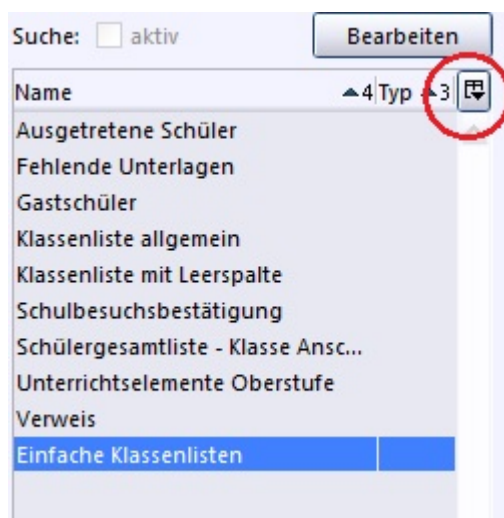 Suche: aktiv Bearbeiten
Name 4 Typ 3
Ausgetretene Schüler
Fehlende Unterlagen
Gastschüler
Klassenliste allgemein
Klassenliste mit Leerspalte
Schulbesuchsbestätigung
Schülergesamtliste - Klasse Ansc...
Unterrichtselemente Oberstufe
Verweis
Einfache Klassenlisten